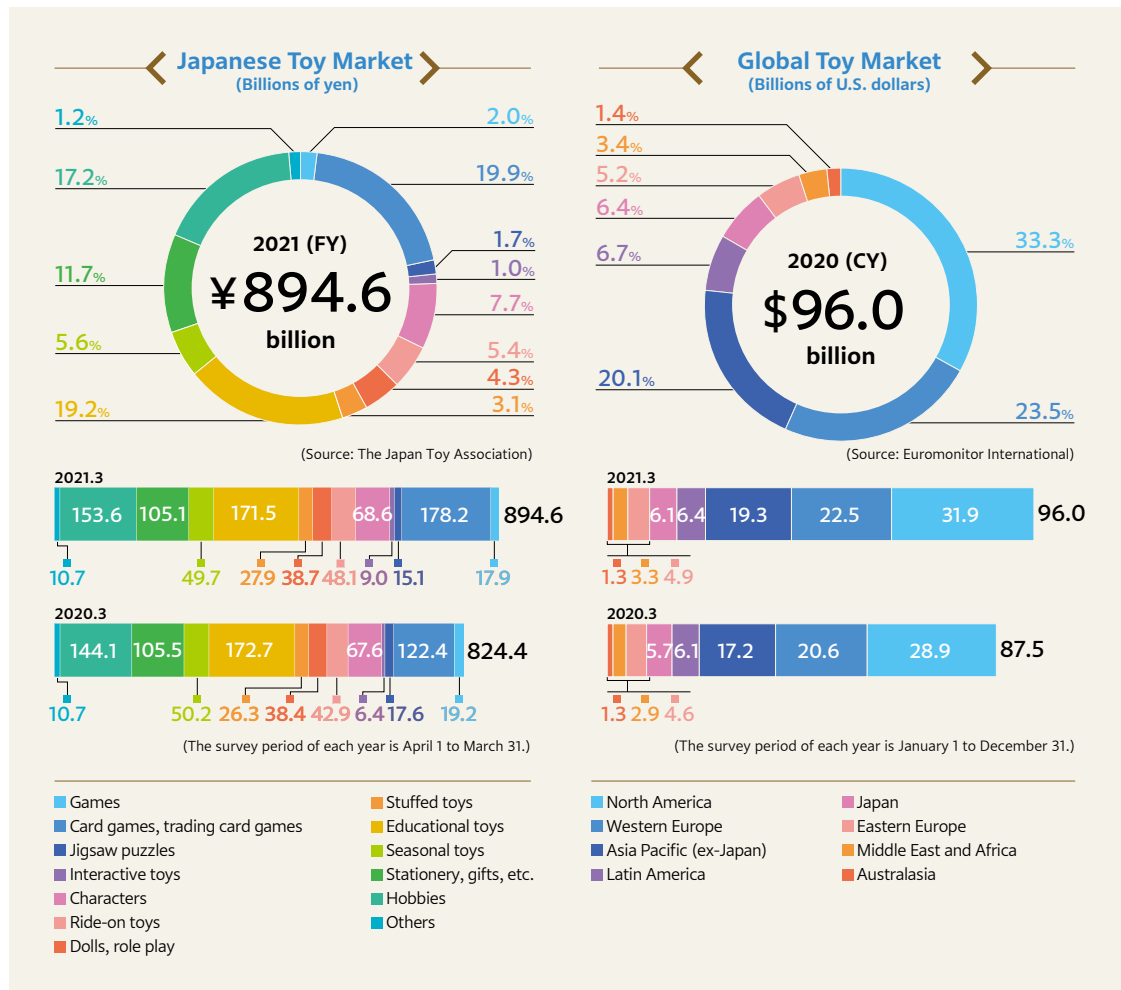 Japanese Toy Market
(Billions of yen)
1.2%
2.0%
17.2%
19.9%
1.7%
1.0%
11.7%
7.7%
5.6%
5.4%
4.3%
19.2%
3.1%
2021 (FY)
¥894.6
billion
(Source: The Japan Toy Association)
2021.3
153.6 105.1 171.5 68.6 178.2 894.6
10.7 49.7 27.9 38.7 48.1 9.0 15.1 17.9
2020.3
144.1 105.5 172.7 67.6 122.4 824.4
10.7 50.2 26.3 38.4 42.9 6.4 17.6 19.2
(The survey period of each year is April 1 to March 31.)
Games
Card games, trading card games
Jigsaw puzzles
Interactive toys
Characters
Ride-on toys
Dolls, role play
Stuffed toys
Educational toys
Seasonal toys
Stationery, gifts, etc.
Hobbies
Others
Global Toy Market
(Billions of U.S. dollars)
1.4%
3.4%
5.2%
6.4%
6.7%
33.3%
20.1%
23.5%
2020 (CY)
$96.0
billion
(Source: Euromonitor International)
2021.3
6.1 6.4 19.3 22.5 31.9 96.0
1.3 3.3 4.9
2020.3
5.7 6.1 17.2 20.6 28.9 87.5
1.3 2.9 4.6
(The survey period of each year is January 1 to December 31.)
North America
Western Europe
Asia Pacific (ex-Japan)
Latin America
Japan
Eastern Europe
Middle East and Africa
Australasia